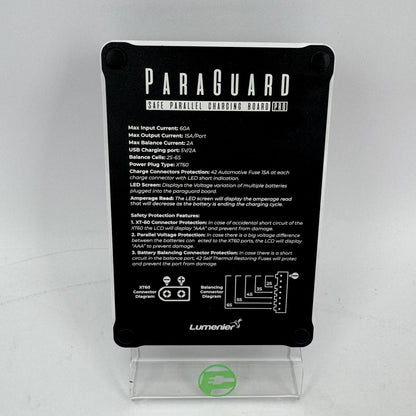 PARAGUARD
SAFE PARALLEL CHARGING BOARD PRO
Max Input Current: 60A
Max Output Current: 15A/Port
Max Balance Current: 2A
USB Charging port: 5V/2A
Balance Cells: 2S-6S
Power Plug Type: XT60
Charge Connectors Protection: 42 Automotive Fuse 15A at each
charge connector with LED short indication.
LED Screen: Displays the Voltage variation of multiple batteries
plugged into the paraguard board.
Amperage Read: The LED screen will display the amperage read
that will decrease as the battery is ending the charging cycle.
Safety Protection Features:
1. XT-60 Connector Protection: In case of accidental short circuit of the
XT60 the LCD will display "AAA" and prevent from damage.
2. Parallel Voltage Protection: In case there is a big voltage difference
between the batteries con ected to the XT60 ports, the LCD will display
"AAA" to prevent damage.
3. Battery Balancing Connector Protection: In case there is a short
circuit in the balance port, 42 Self Thermal Restoring Fuses will protect
and prevent the port from damage.
XT60
Connector
Diagram
Balancing
Connector
Diagram
2S
3S
4S
5S
6S
Lumenier